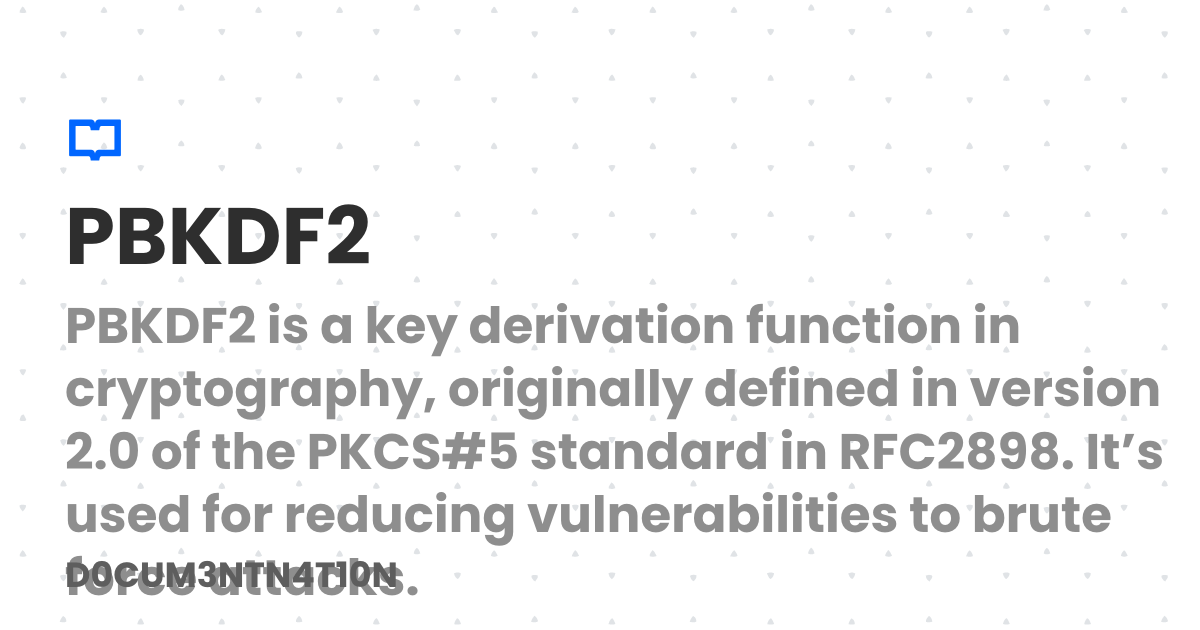 PBKDF2
PBKDF2 is a key derivation function in
cryptography, originally defined in version
2.0 of the PKCS#5 standard in RFC2898. It’s
used for reducing vulnerabilities to brute
force attacks.
D0CUM3NTN4T10N